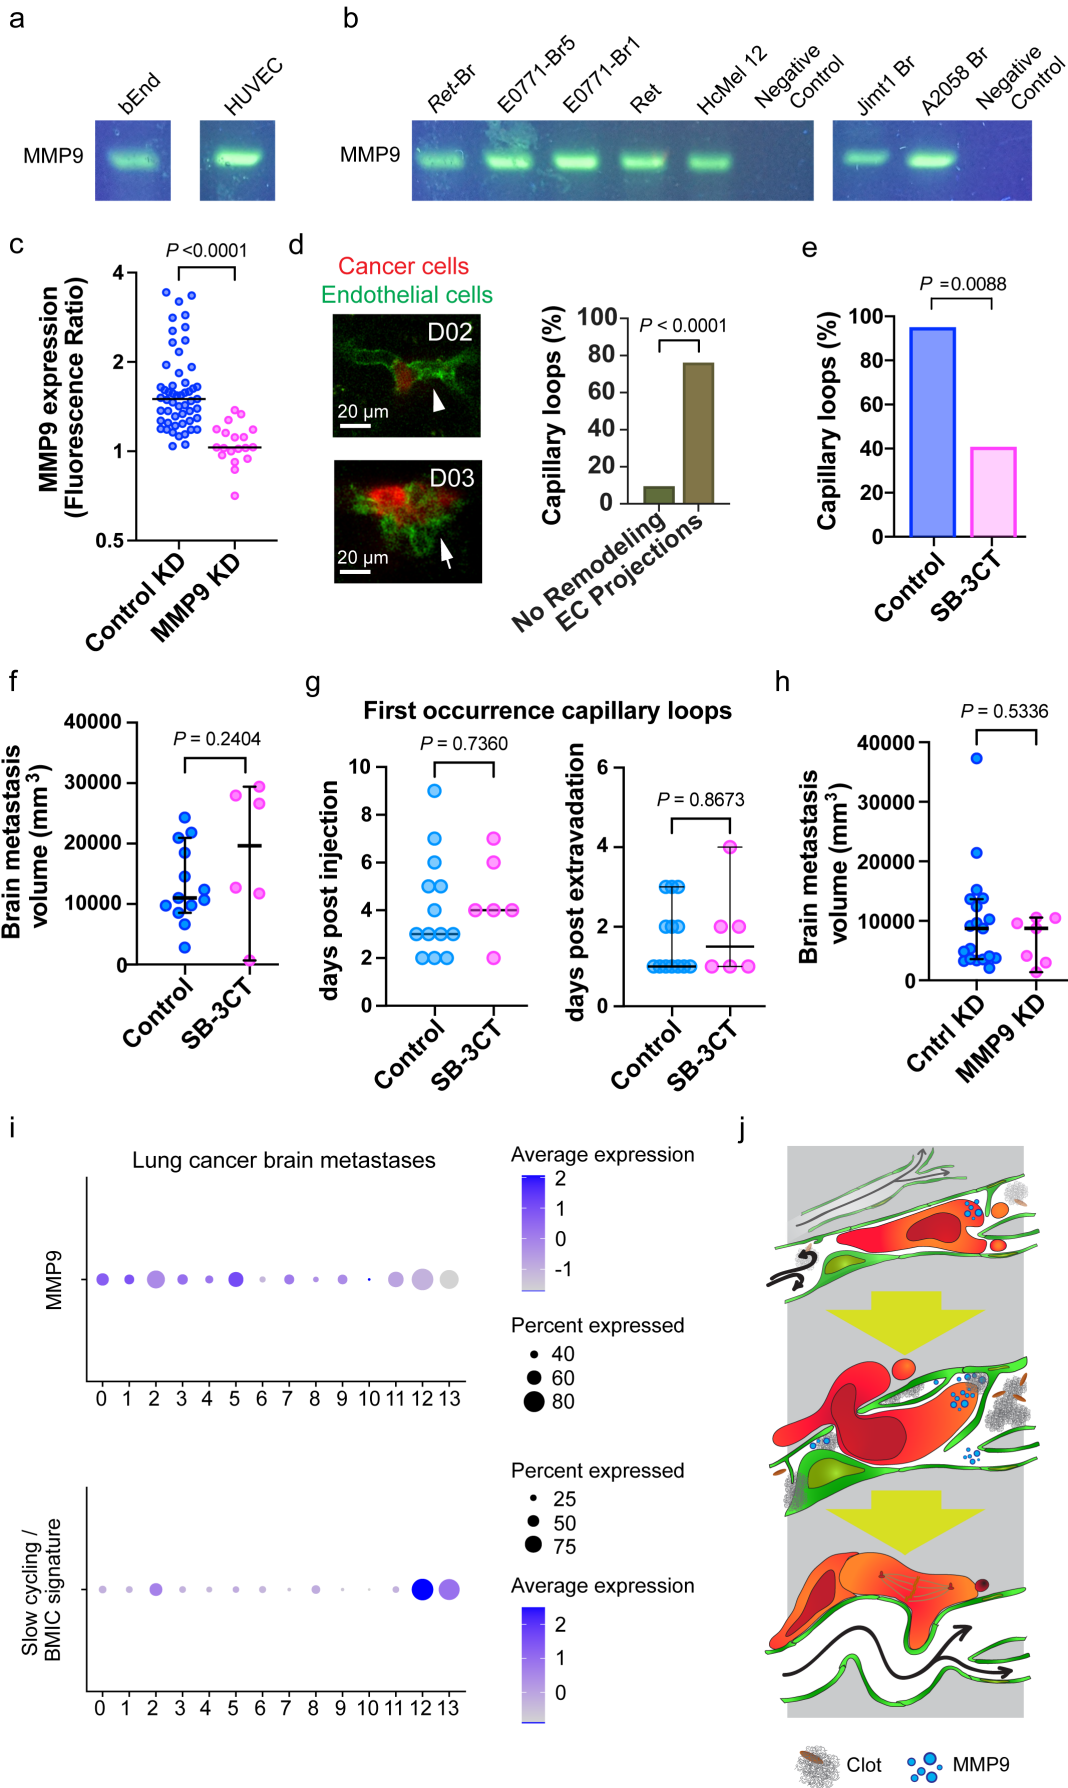 a
bEnd
HUVEC
MMP9
b
Ret-Br
E0771-Br5
E0771-Br1
Ret
HcMel 12
Negative
Control
Jimt1 Br
A2058 Br
Negative
Control
MMP9
c
P <0.0001
MMP9 expression
(Fluorescence Ratio)
4
2
1
0.5
Control KD
MMP9 KD
d
Cancer cells
Endothelial cells
D02
20 µm
D03
20 µm
P < 0.0001
Capillary loops (%)
100
80
60
40
20
0
No Remodeling
EC Projections
e
P =0.0088
Capillary loops (%)
100
80
60
40
20
0
Control
SB-3CT
f
P = 0.2404
Brain metastasis
volume (mm3)
40000
30000
20000
10000
0
Control
SB-3CT
g
First occurrence capillary loops
P = 0.7360
days post injection
10
8
6
4
2
0
Control
SB-3CT
P = 0.8673
days post extravadation
6
4
2
0
Control
SB-3CT
h
P = 0.5336
Brain metastasis
volume (mm3)
40000
30000
20000
10000
0
Cntrl KD
MMP9 KD
i
Lung cancer brain metastases
MMP9
0 1 2 3 4 5 6 7 8 9 10 11 12 13
Average expression
2
1
0
-1
Percent expressed
40
60
80
Slow cycling /
BMIC signature
0 1 2 3 4 5 6 7 8 9 10 11 12 13
Percent expressed
25
50
75
Average expression
2
1
0
j
Clot
MMP9